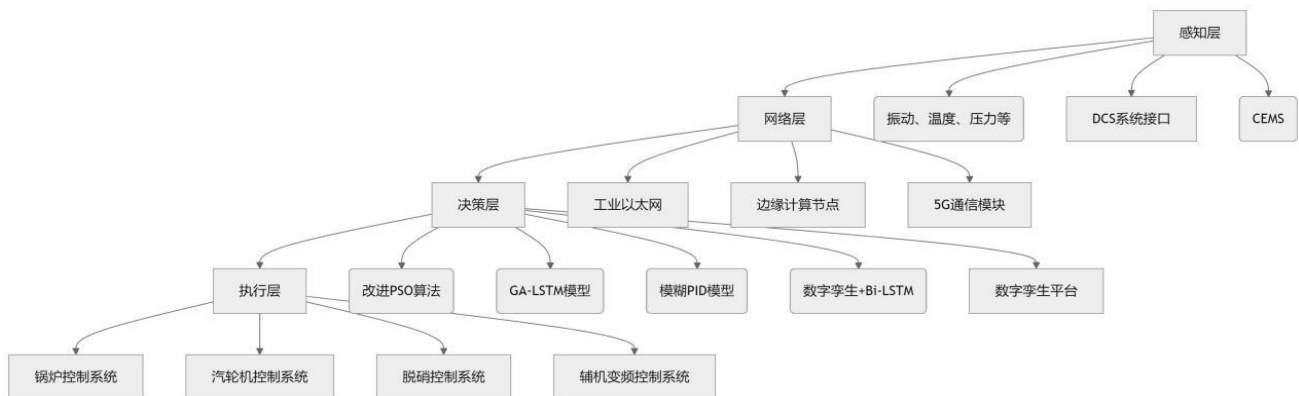 感知层
网络层
振动、温度、压力等
DCS系统接口
CEMS
决策层
工业以太网
边缘计算节点
5G通信模块
执行层
改进PSO算法
GA-LSTM模型
模糊PID模型
数字孪生+Bi-LSTM
数字孪生平台
锅炉控制系统
汽轮机控制系统
脱硝控制系统
辅机变频控制系统